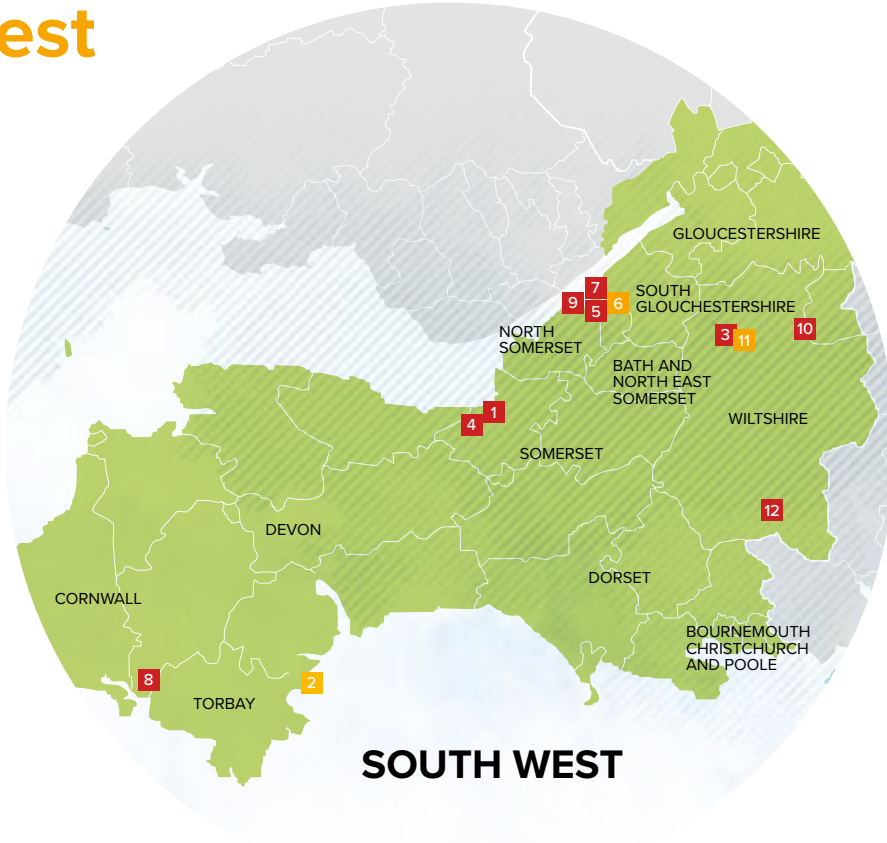 est
GLOUCESTERSHIRE
7
9
6
5
SOUTH
GLOUCHESTERSHIRE
3
11
10
NORTH
SOMERSET
BATH AND
NORTH EAST
SOMERSET
1
4
WILTSHIRE
SOMERSET
12
DEVON
DORSET
CORNWALL
BOURNEMOUTH
CHRISTCHURCH
AND POOLE
8
2
TORBAY
SOUTH WEST